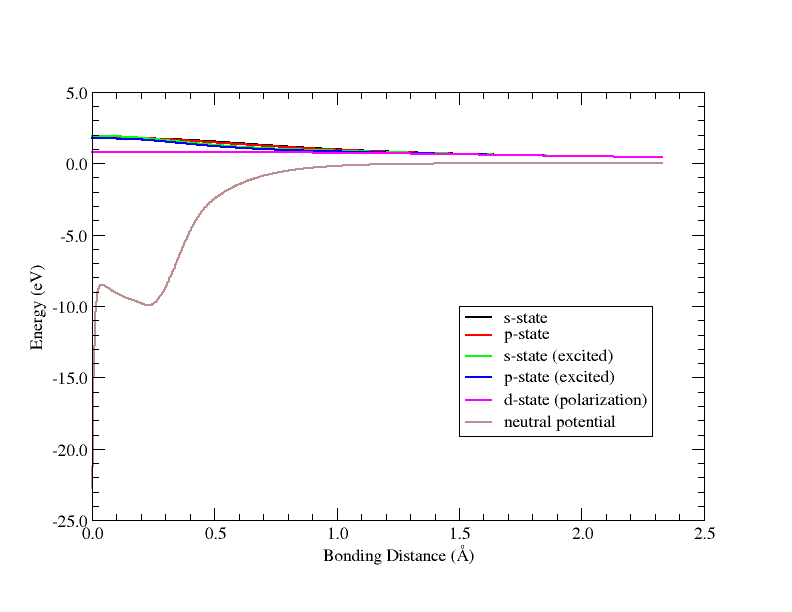 5.0
0.0
-5.0
-10.0
-15.0
-20.0
-25.0
Energy (eV)
s-state
p-state
s-state (excited)
p-state (excited)
d-state (polarization)
neutral potential
0.0 0.5 1.0 1.5 2.0 2.5
Bonding Distance (Å)